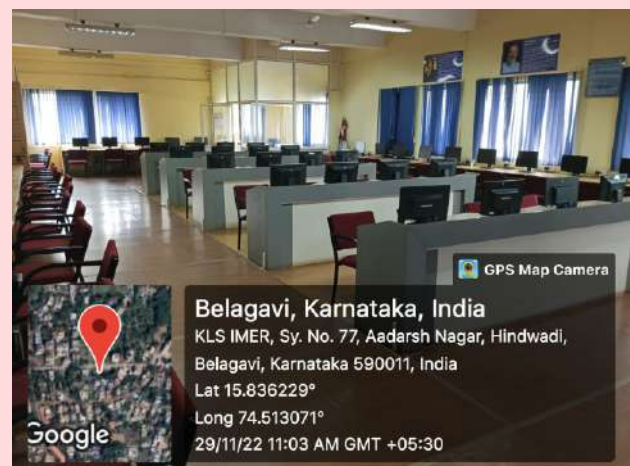 GPS Map Camera
Belagavi, Karnataka, India
KLS IMER, Sy. No. 77, Aadarsh Nagar, Hindwadi,
Belagavi, Karnataka 590011, India
Lat 15.836229°
Long 74.513071°
29/11/22 11:03 AM GMT +05:30
Google